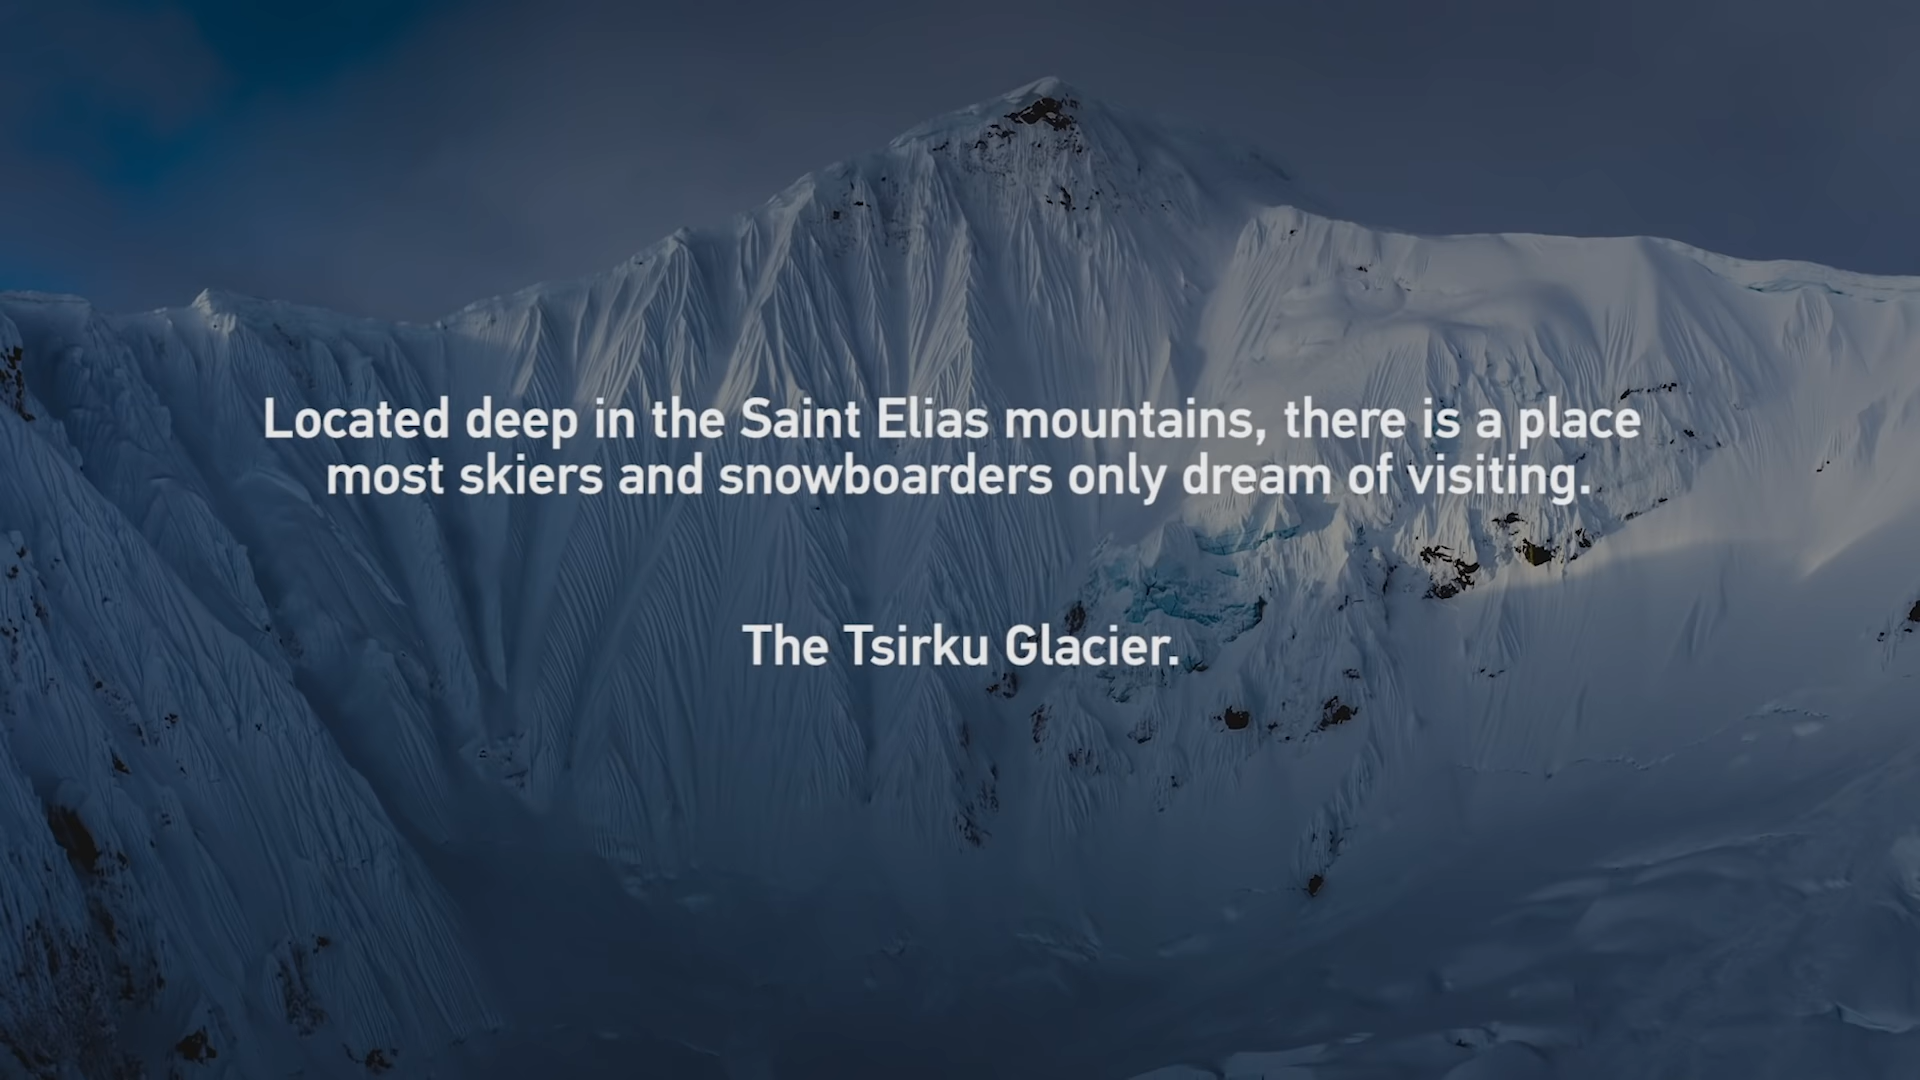 Located deep in the Saint Elias mountains, there is a place
most skiers and snowboarders only dream of visiting.
The Tsirku Glacier.